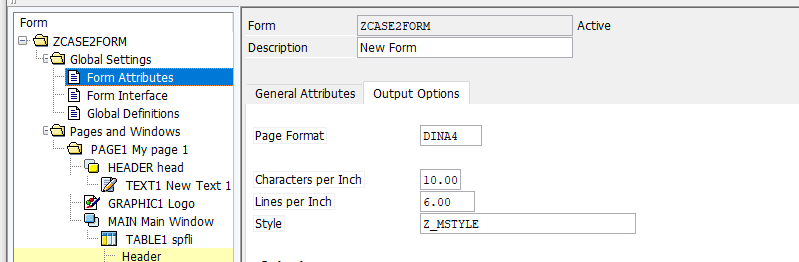 Form
ZCASE2FORM
Global Settings
Form Attributes
Form Interface
Global Definitions
Pages and Windows
PAGE1 My page 1
HEADER head
TEXT1 New Text 1
GRAPHIC1 Logo
MAIN Main Window
TABLE1 spfli
Header
Form ZCASE2FORM Active
Description New Form
General Attributes Output Options
Page Format DINA4
Characters per Inch 10.00
Lines per Inch 6.00
Style Z_MSTYLE